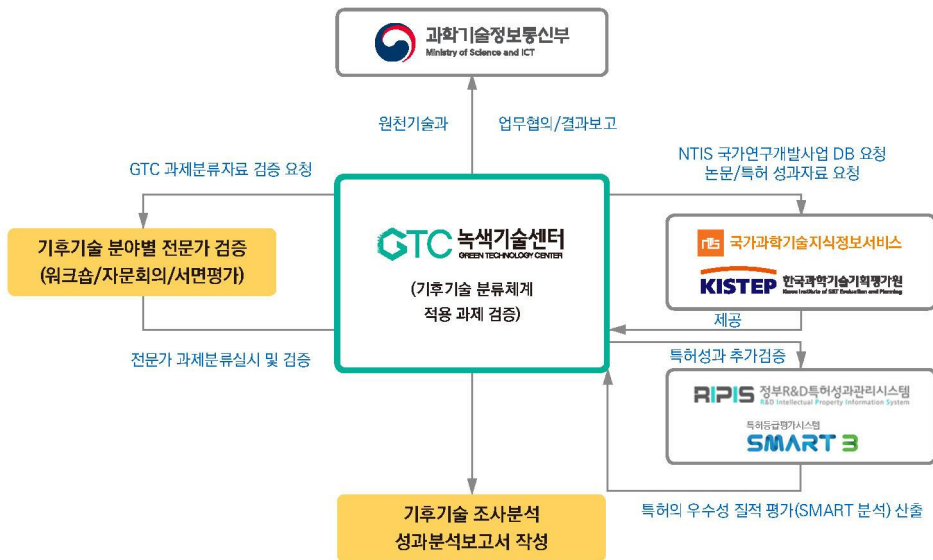 과학기술정보통신부
Ministry of Science and ICT
원천기술과
업무협의/결과보고
GTC 과제분류자료 검증 요청
NTIS 국가연구개발사업 DB 요청
논문/특허 성과자료 요청
기후기술 분야별 전문가 검증
(워크숍/자문회의/서면평가)
GTC 녹색기술센터
GREEN TECHNOLOGY CENTER
(기후기술 분류체계
적용 과제 검증)
nTiS 국가과학기술지식정보서비스
KISTEP 한국과학기술기획평가원
Korea Institute of S&T Evaluation and Planning
제공
전문가 과제분류실시 및 검증
특허성과 추가검증
RIPIS 정부R&D특허성과관리시스템
R&D Intellectual Property Information System
특허등급평가시스템
SMART 3
특허의 우수성 질적 평가(SMART 분석) 산출
기후기술 조사분석
성과분석보고서 작성